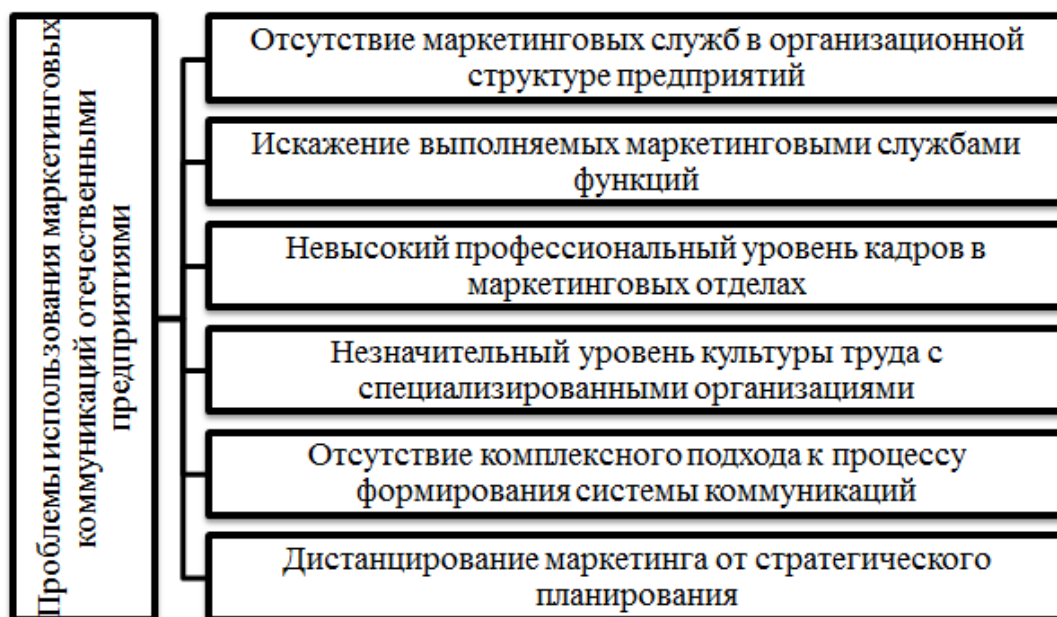 Проблемы использования маркетинговых
коммуникаций отечественными
предприятиями
Отсутствие маркетинговых служб в организационной
структуре предприятий
Искажение выполняемых маркетинговыми службами
функций
Невысокий профессиональный уровень кадров в
маркетинговых отделах
Незначительный уровень культуры труда с
специализированными организациями
Отсутствие комплексного подхода к процессу
формирования системы коммуникаций
Дистанцирование маркетинга от стратегического
планирования